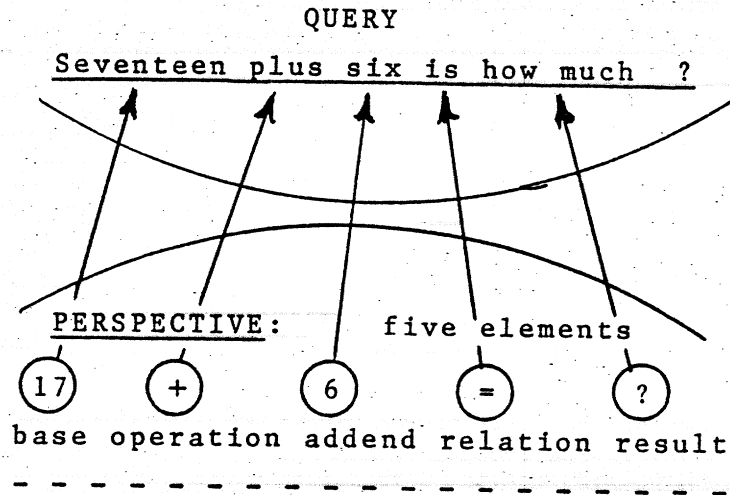 QUERY
Seventeen plus six is how much ?
PERSPECTIVE: five elements
17 + 6 = ?
base operation addend relation result